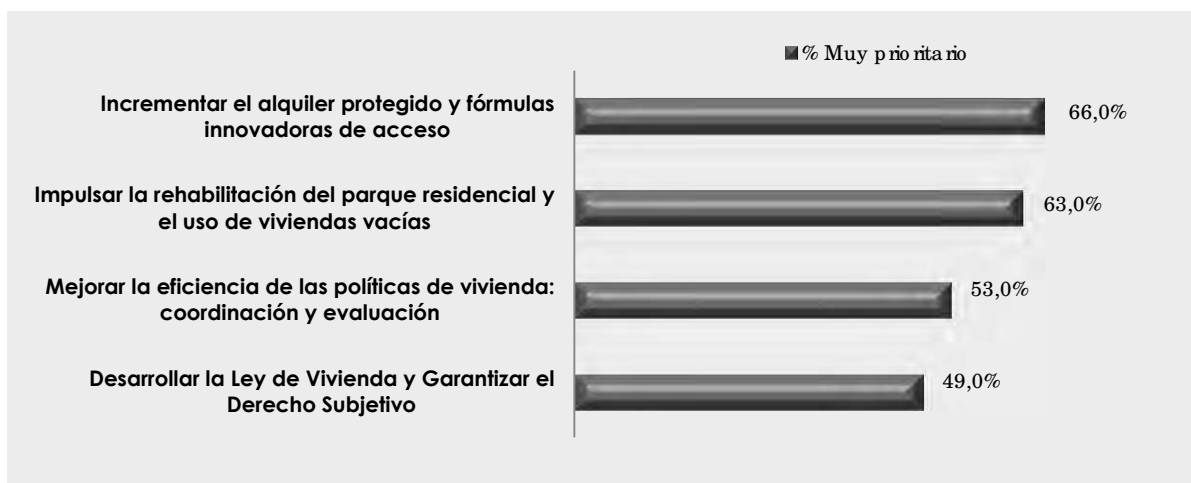 % Muy prioritario
Incrementar el alquiler protegido y fórmulas
innovadoras de acceso
66,0%
Impulsar la rehabilitación del parque residencial y
el uso de viviendas vacías
63,0%
Mejorar la eficiencia de las políticas de vivienda:
coordinación y evaluación
53,0%
Desarrollar la Ley de Vivienda y Garantizar el
Derecho Subjetivo
49,0%